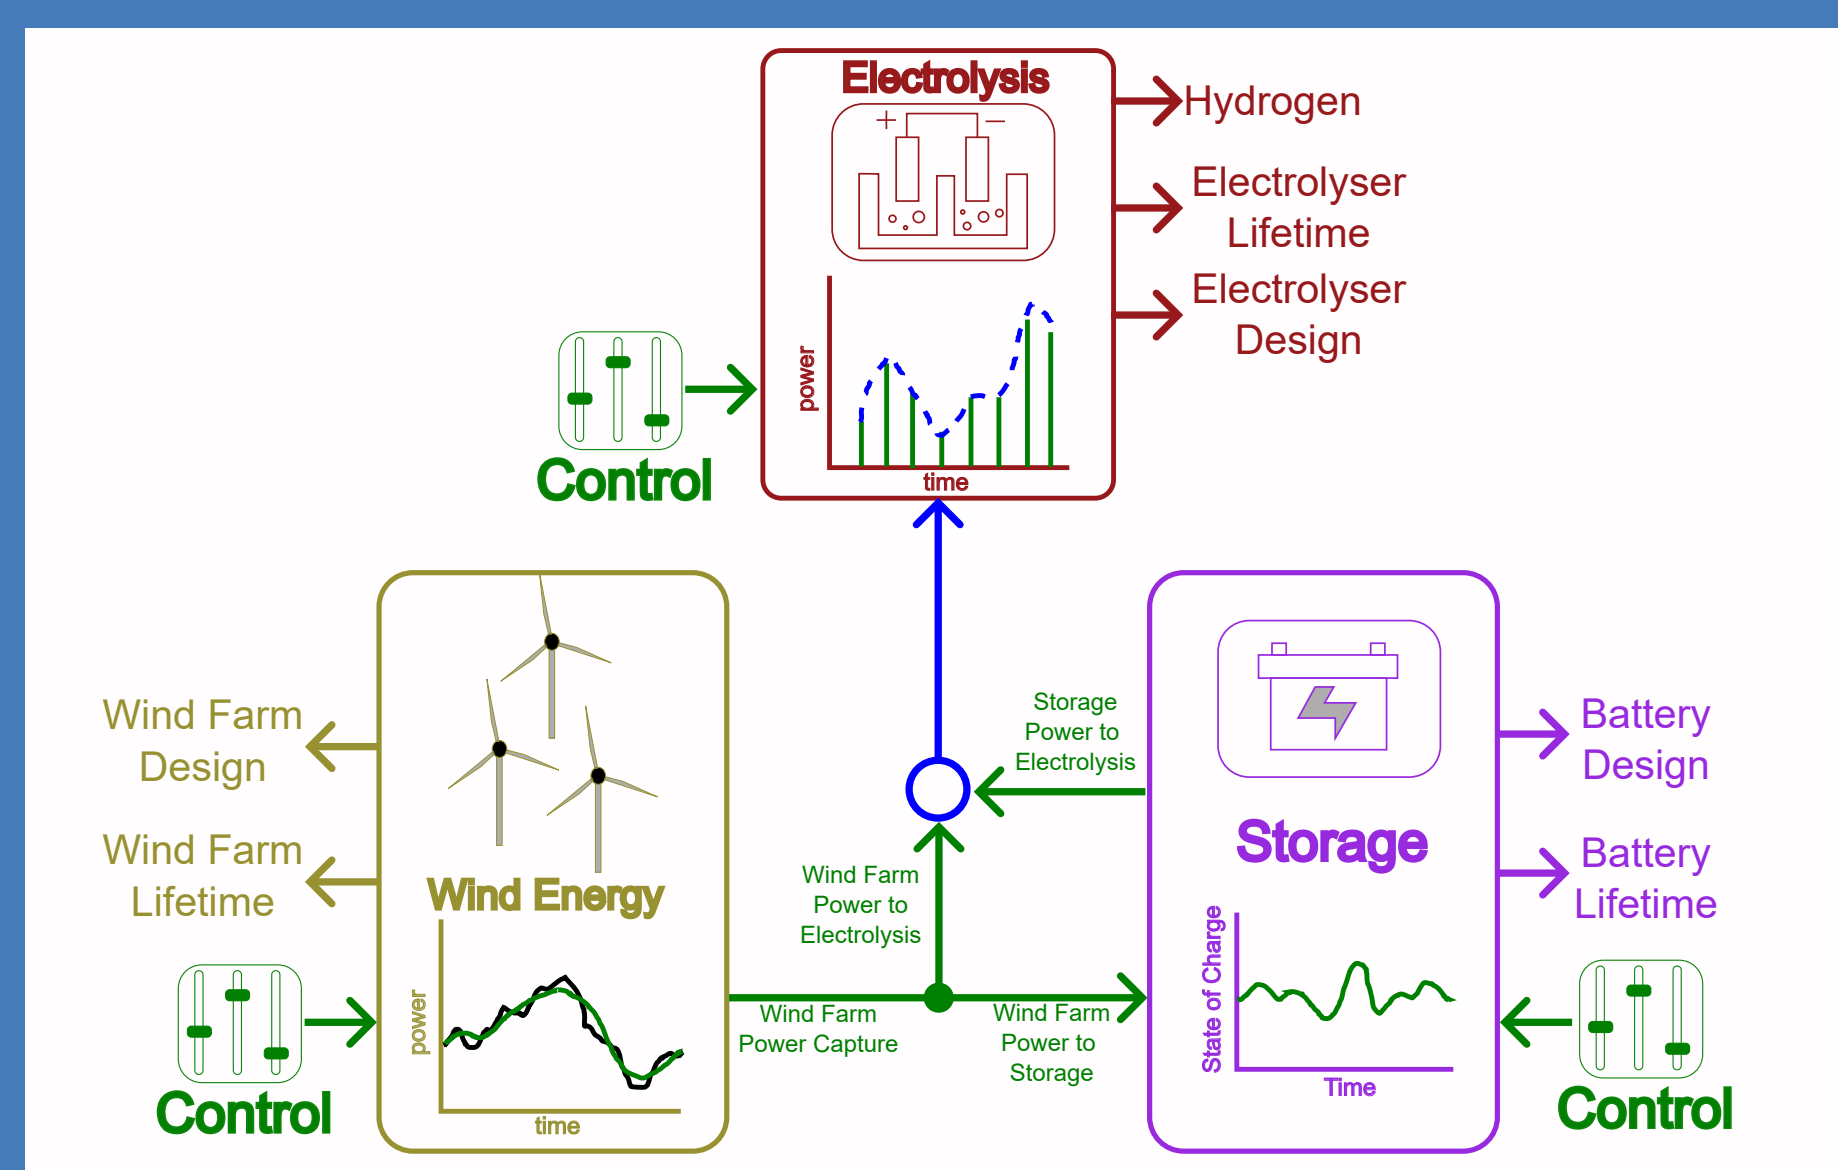 Electrolysis
+
−
power
time
Hydrogen
Electrolyser
Lifetime
Electrolyser
Design
Control
Wind Farm
Design
Wind Farm
Lifetime
Control
Wind Energy
power
time
Storage
Power to
Electrolysis
Wind Farm
Power to
Electrolysis
Wind Farm
Power Capture
Wind Farm
Power to
Storage
Storage
State of Charge
Time
Battery
Design
Battery
Lifetime
Control